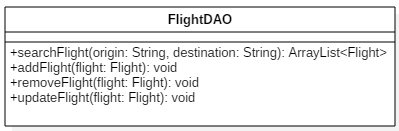 FlightDAO
+searchFlight(origin: String, destination: String): ArrayList<Flight>
+addFlight(flight: Flight): void
+removeFlight(flight: Flight): void
+updateFlight(flight: Flight): void